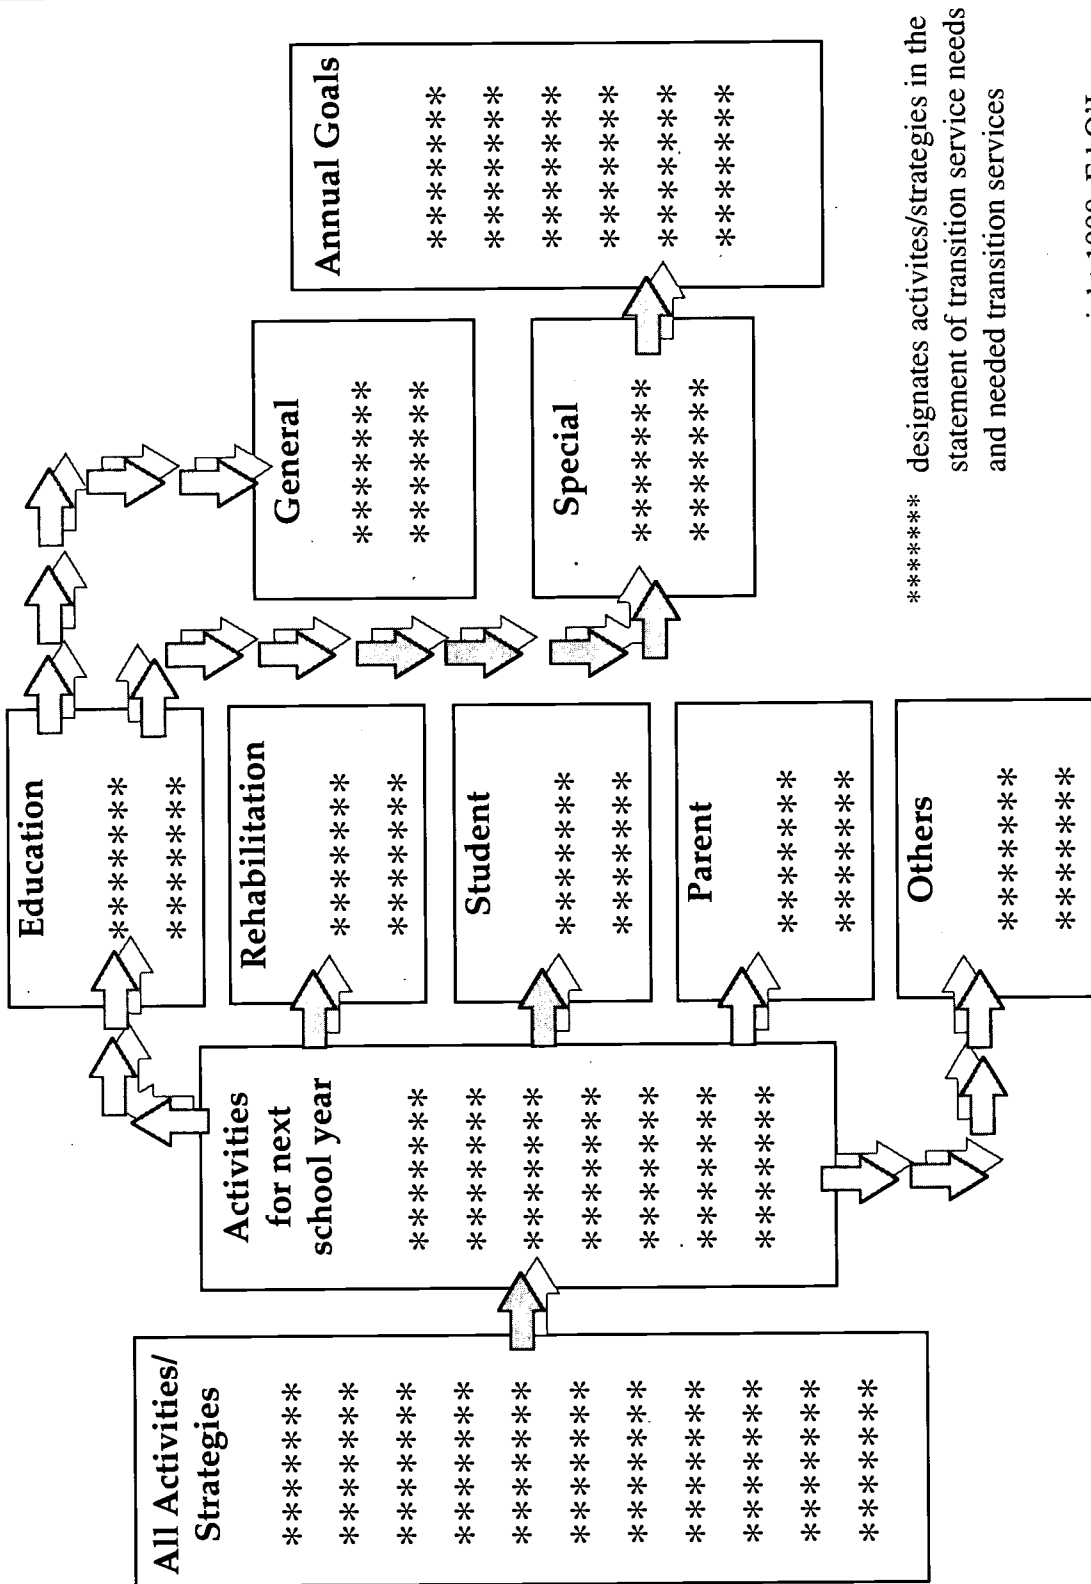 All Activities/
Strategies
*******
*******
*******
*******
*******
*******
*******
*******
*******
*******
*******
Activities
for next
school year
*******
*******
*******
*******
*******
*******
*******
Education
*******
*******
Rehabilitation
*******
*******
Student
*******
*******
Parent
*******
*******
Others
*******
*******
General
*******
*******
Special
*******
*******
Annual Goals
*******
*******
*******
*******
*******
*******
******* designates activites/strategies in the
statement of transition service needs
and needed transition services